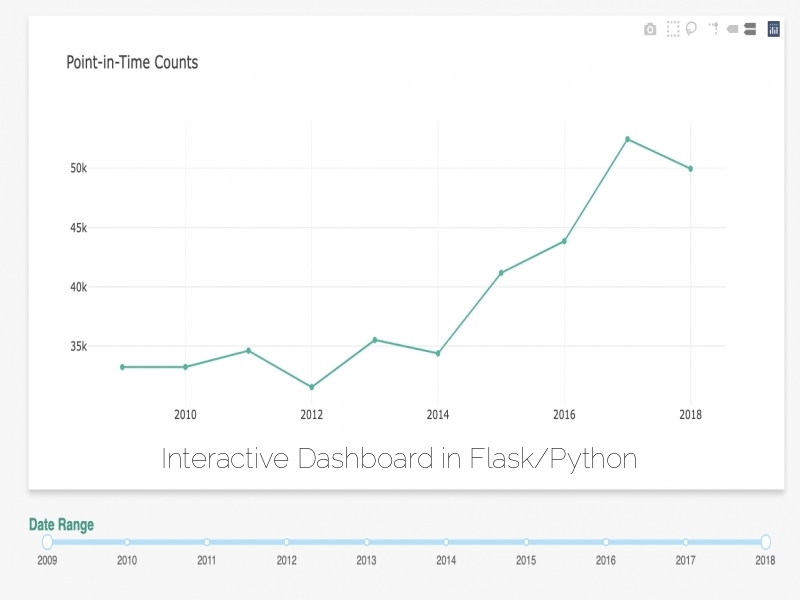 Point-in-Time Counts
50k
45k
40k
35k
2010 2012 2014 2016 2018
Interactive Dashboard in Flask/Python
Date Range
2009 2010 2011 2012 2013 2014 2015 2016 2017 2018